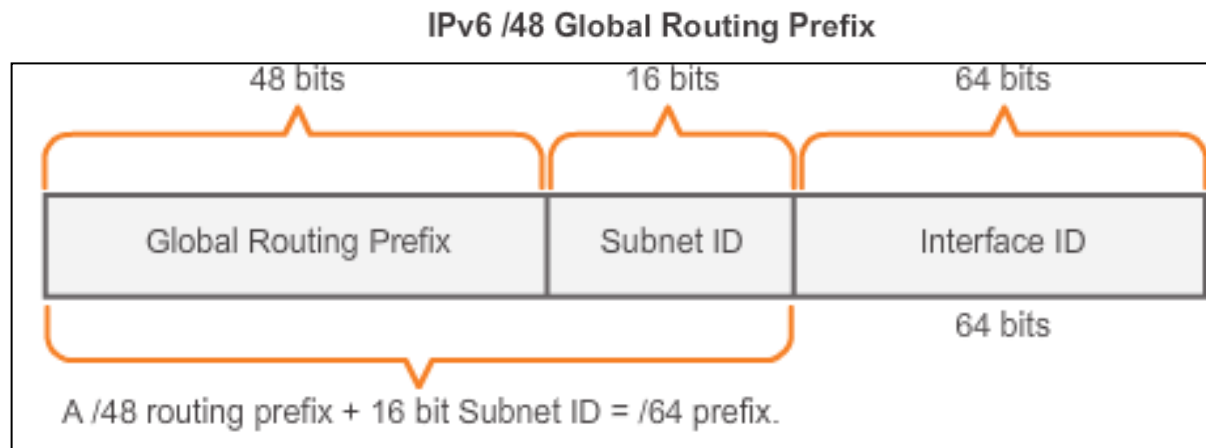 IPv6 /48 Global Routing Prefix
48 bits 16 bits 64 bits
Global Routing Prefix Subnet ID Interface ID
64 bits
A /48 routing prefix + 16 bit Subnet ID = /64 prefix.